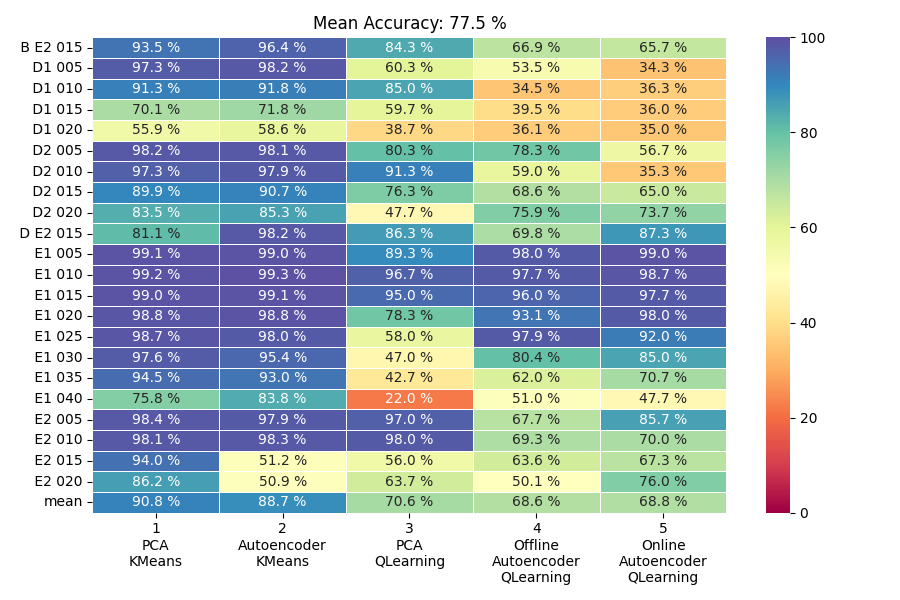 Mean Accuracy: 77.5 %
B E2 015 93.5 % 96.4 % 84.3 % 66.9 % 65.7 %
D1 005 97.3 % 98.2 % 60.3 % 53.5 % 34.3 %
D1 010 91.3 % 91.8 % 85.0 % 34.5 % 36.3 %
D1 015 70.1 % 71.8 % 59.7 % 39.5 % 36.0 %
D1 020 55.9 % 58.6 % 38.7 % 36.1 % 35.0 %
D2 005 98.2 % 98.1 % 80.3 % 78.3 % 56.7 %
D2 010 97.3 % 97.9 % 91.3 % 59.0 % 35.3 %
D2 015 89.9 % 90.7 % 76.3 % 68.6 % 65.0 %
D2 020 83.5 % 85.3 % 47.7 % 75.9 % 73.7 %
D E2 015 81.1 % 98.2 % 86.3 % 69.8 % 87.3 %
E1 005 99.1 % 99.0 % 89.3 % 98.0 % 99.0 %
E1 010 99.2 % 99.3 % 96.7 % 97.7 % 98.7 %
E1 015 99.0 % 99.1 % 95.0 % 96.0 % 97.7 %
E1 020 98.8 % 98.8 % 78.3 % 93.1 % 98.0 %
E1 025 98.7 % 98.0 % 58.0 % 97.9 % 92.0 %
E1 030 97.6 % 95.4 % 47.0 % 80.4 % 85.0 %
E1 035 94.5 % 93.0 % 42.7 % 62.0 % 70.7 %
E1 040 75.8 % 83.8 % 22.0 % 51.0 % 47.7 %
E2 005 98.4 % 97.9 % 97.0 % 67.7 % 85.7 %
E2 010 98.1 % 98.3 % 98.0 % 69.3 % 70.0 %
E2 015 94.0 % 51.2 % 56.0 % 63.6 % 67.3 %
E2 020 86.2 % 50.9 % 63.7 % 50.1 % 76.0 %
mean 90.8 % 88.7 % 70.6 % 68.6 % 68.8 %
1 2 3 4 5
PCA Autoencoder PCA Offline Online
KMeans KMeans QLearning Autoencoder Autoencoder
QLearning QLearning
100
80
60
40
20
0